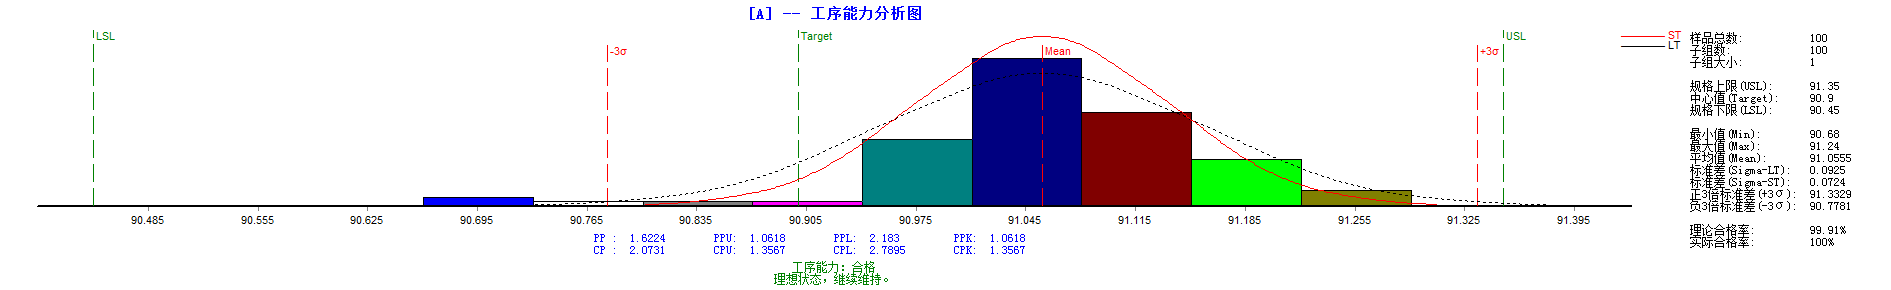 [A] -- 工序能力分析图
LSL
-3σ
Target
Mean
+3σ
USL
ST
LT
样品总数: 100
子组数: 100
子组大小: 1
规格上限(USL): 91.35
中心值(Target): 90.9
规格下限(LSL): 90.45
最小值(Min): 90.68
最大值(Max): 91.24
平均值(Mean): 91.0555
标准差(Sigma-LT): 0.0925
标准差(Sigma-ST): 0.0724
正3倍标准差(+3σ): 91.3329
负3倍标准差(-3σ): 90.7781
理论合格率: 99.91%
实际合格率: 100%
90.485 90.555 90.625 90.695 90.765 90.835 90.905 90.975 91.045 91.115 91.185 91.255 91.325 91.395
PP : 1.6224 PPU: 1.0618 PPL: 2.183 PPK: 1.0618
CP : 2.0731 CPU: 1.3567 CPL: 2.7895 CPK: 1.3567
工序能力: 合格
理想状态，继续维持。